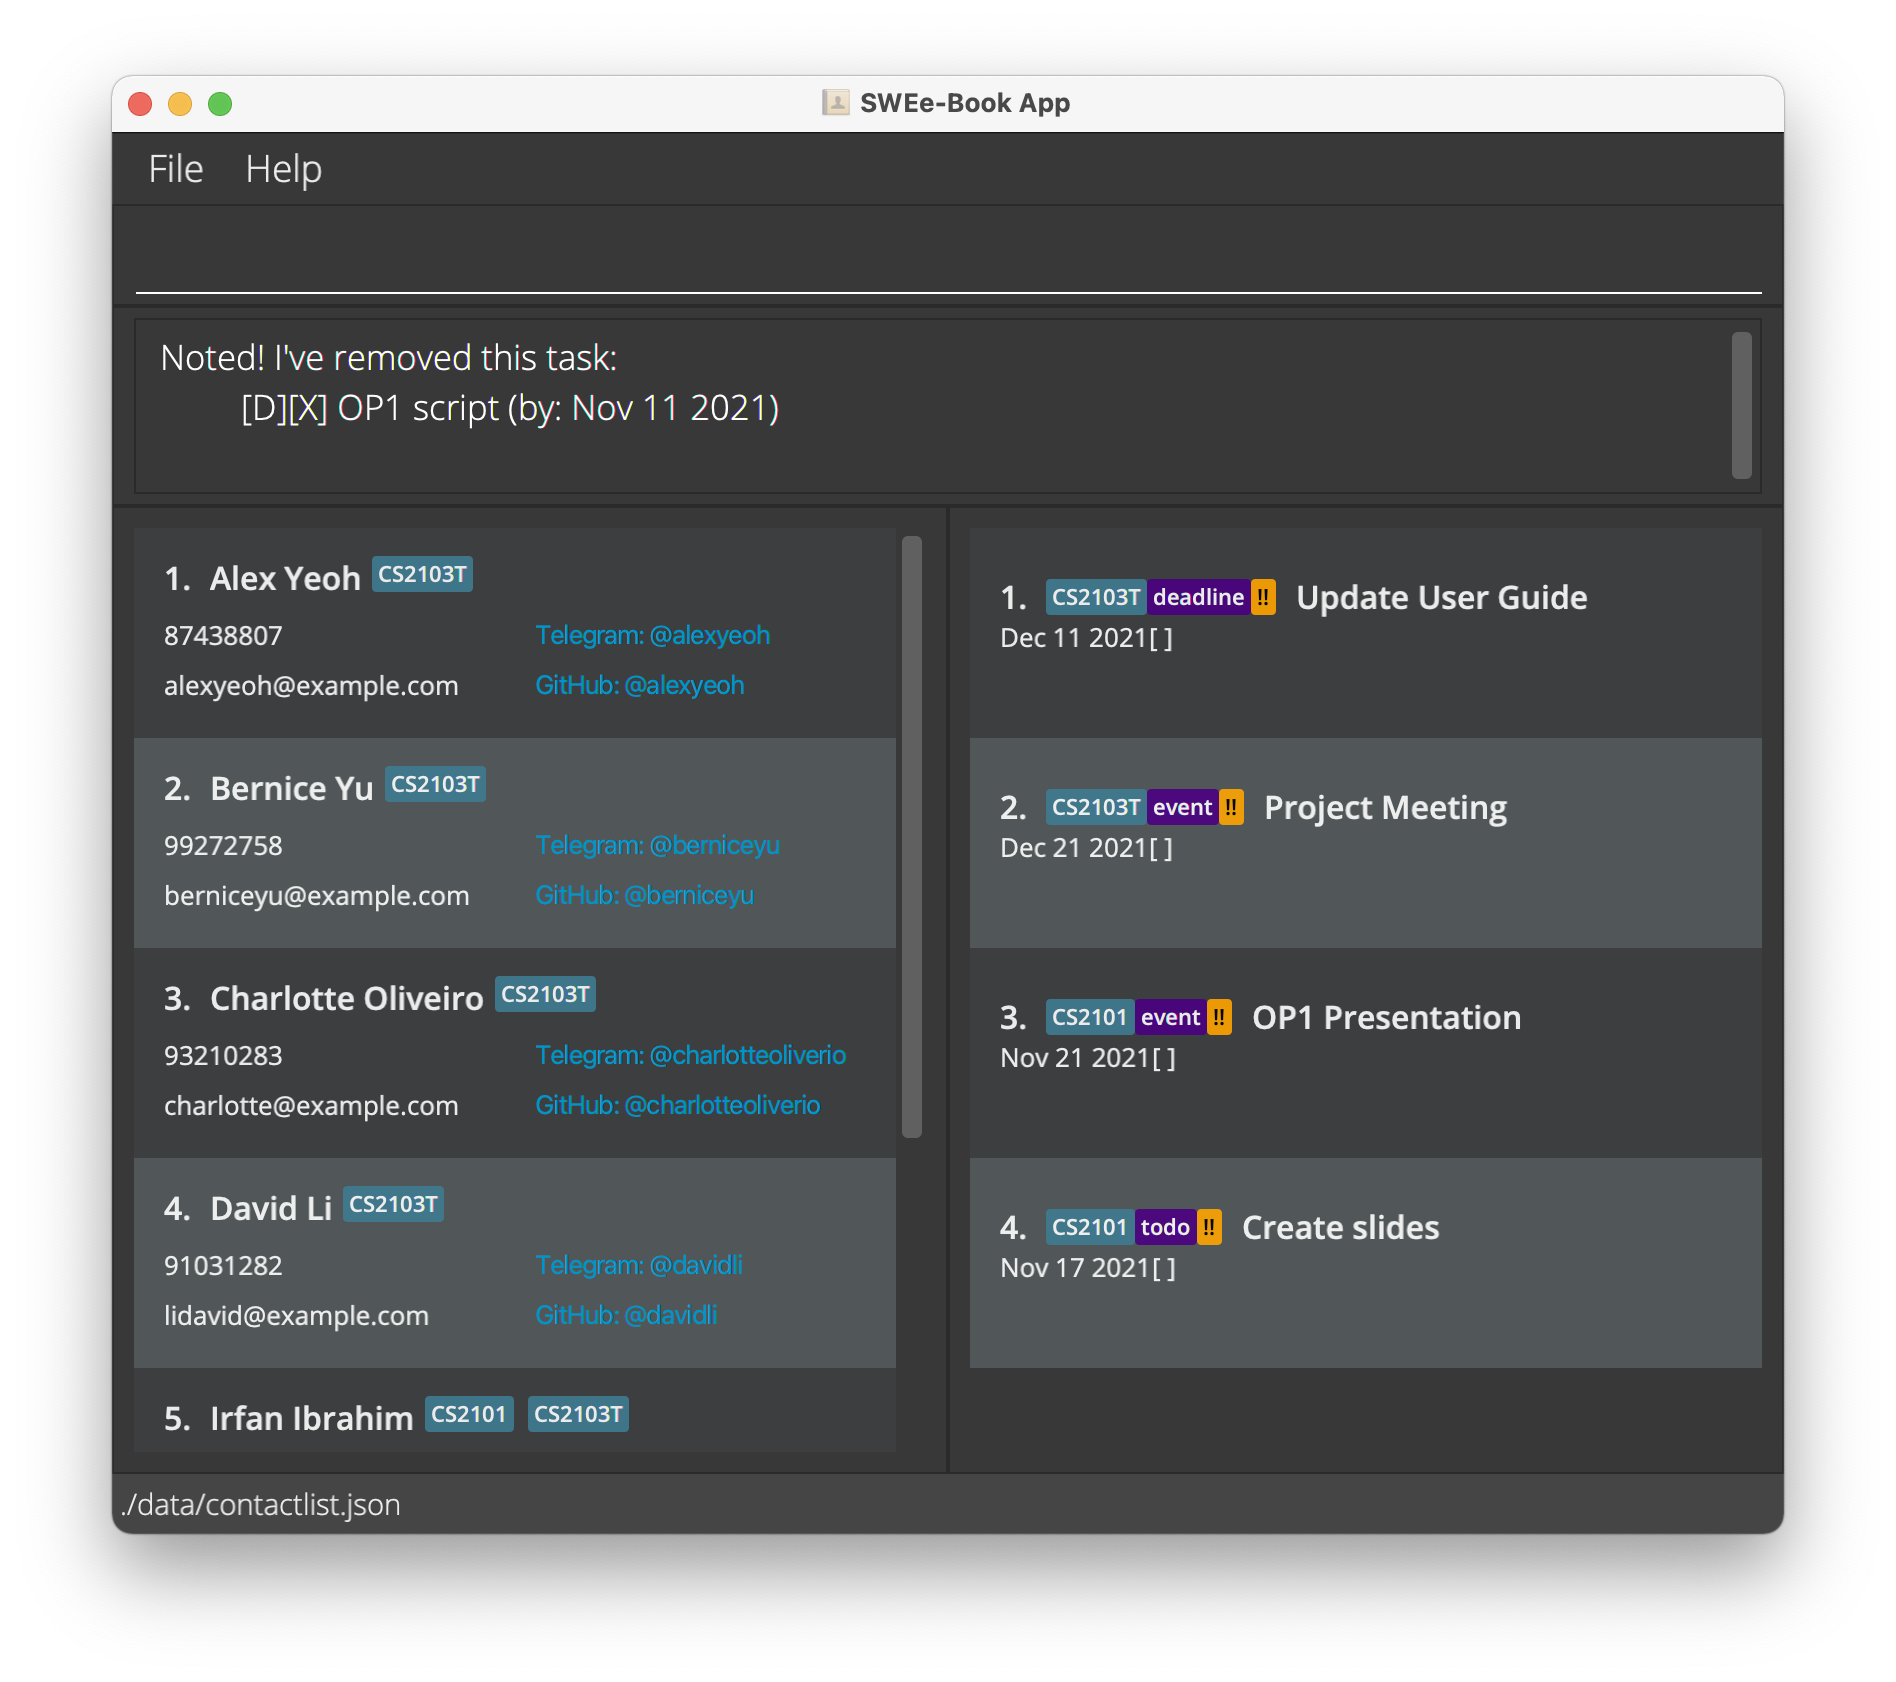 SWEe-Book App
File Help
Noted! I've removed this task:
[D][X] OP1 script (by: Nov 11 2021)
1. Alex Yeoh CS2103T
87438807 Telegram: @alexyeoh
alexyeoh@example.com GitHub: @alexyeoh
2. Bernice Yu CS2103T
99272758 Telegram: @berniceyu
berniceyu@example.com GitHub: @berniceyu
3. Charlotte Oliveiro CS2103T
93210283 Telegram: @charlotteoliverio
charlotte@example.com GitHub: @charlotteoliverio
4. David Li CS2103T
91031282 Telegram: @davidli
lidavid@example.com GitHub: @davidli
5. Irfan Ibrahim CS2101 CS2103T
1. CS2103T deadline !! Update User Guide
Dec 11 2021[ ]
2. CS2103T event !! Project Meeting
Dec 21 2021[ ]
3. CS2101 event !! OP1 Presentation
Nov 21 2021[ ]
4. CS2101 todo !! Create slides
Nov 17 2021[ ]
./data/contactlist.json